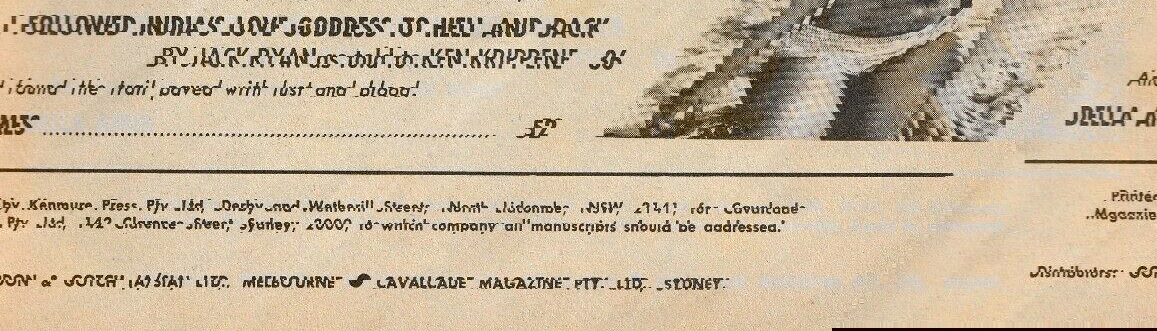 I FOLLOWED INDIA'S LOVE GODDESS TO HELL AND BACK
BY JACK RYAN as told to KEN KRIPPENE 36
I found the trail paved with lust and blood.
52
DELLA
by Kenmure Press Pty Ltd, Derby and Wetherill Streets, North Lidcombe, NSW 2141, for
Pty Ltd, 142 Clarence Street, Sydney, 2000, to which company all manuscripts should be addressed.
Printed
Magazine
& GOTCH (A/SIA) LTD. MELBOURNE CAVALCADE MAGAZINE PTY. LTD. SYDNEY.
Distributors: